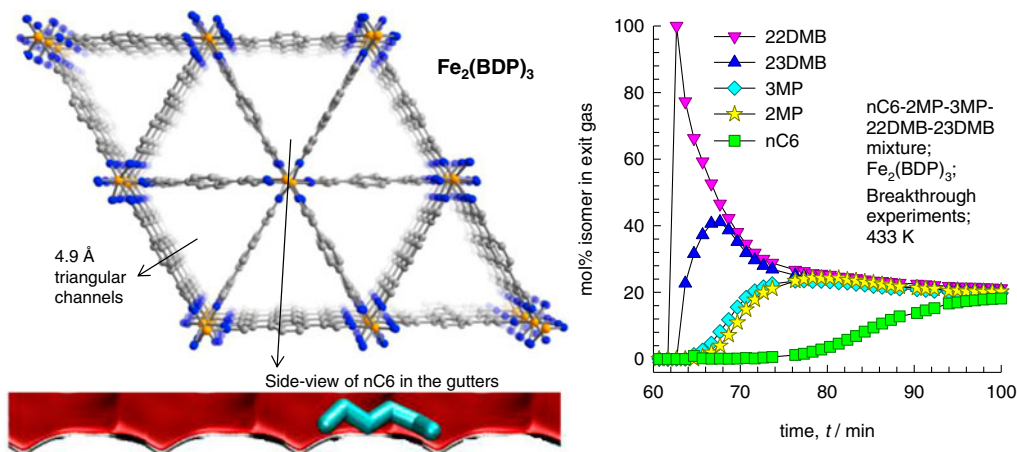 Fe₂(BDP)₃
4.9 Å
triangular
channels
Side-view of nC6 in the gutters
mol% isomer in exit gas
100
80
60
40
20
0
22DMB
23DMB
3MP
2MP
nC6
nC6-2MP-3MP-
22DMB-23DMB
mixture;
Fe₂(BDP)₃;
Breakthrough
experiments;
433 K
60 70 80 90 100
time, t / min